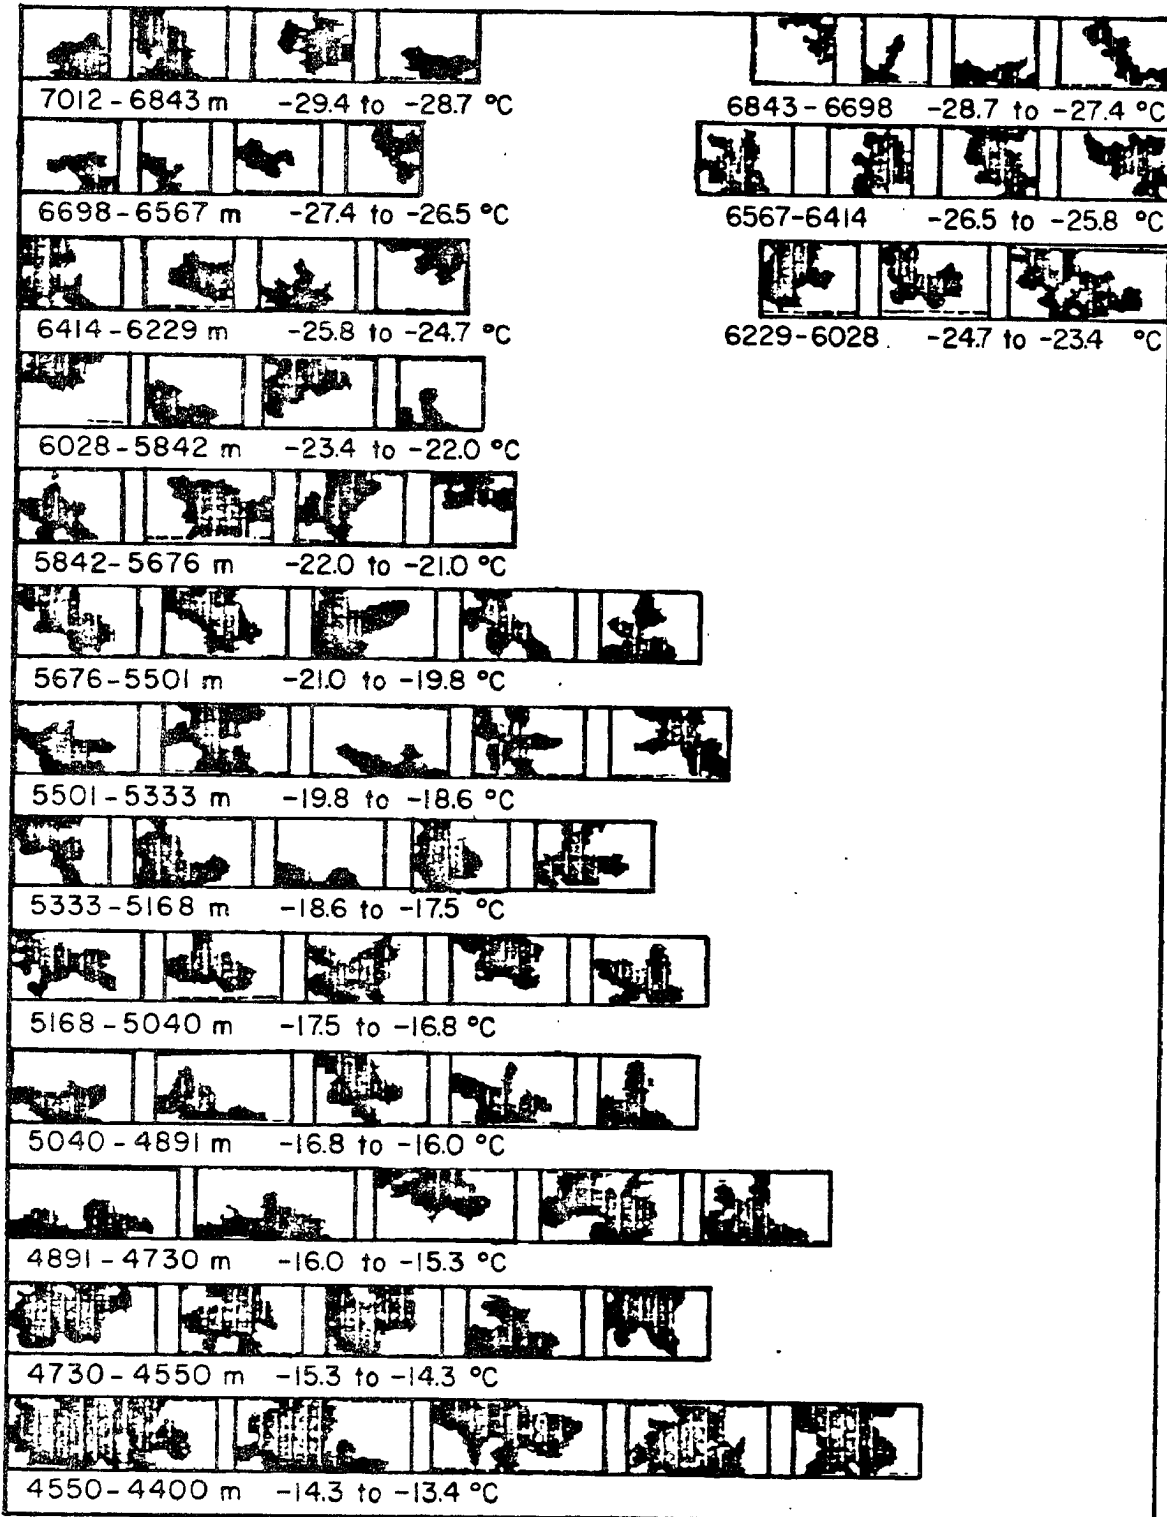 7012-6843 m -29.4 to -28.7 °C
6843-6698 -28.7 to -27.4 °C
6698-6567 m -27.4 to -26.5 °C
6567-6414 -26.5 to -25.8 °C
6414-6229 m -25.8 to -24.7 °C
6229-6028 -24.7 to -23.4 °C
6028-5842 m -23.4 to -22.0 °C
5842-5676 m -22.0 to -21.0 °C
5676-5501 m -21.0 to -19.8 °C
5501-5333 m -19.8 to -18.6 °C
5333-5168 m -18.6 to -17.5 °C
5168-5040 m -17.5 to -16.8 °C
5040-4891 m -16.8 to -16.0 °C
4891-4730 m -16.0 to -15.3 °C
4730-4550 m -15.3 to -14.3 °C
4550-4400 m -14.3 to -13.4 °C